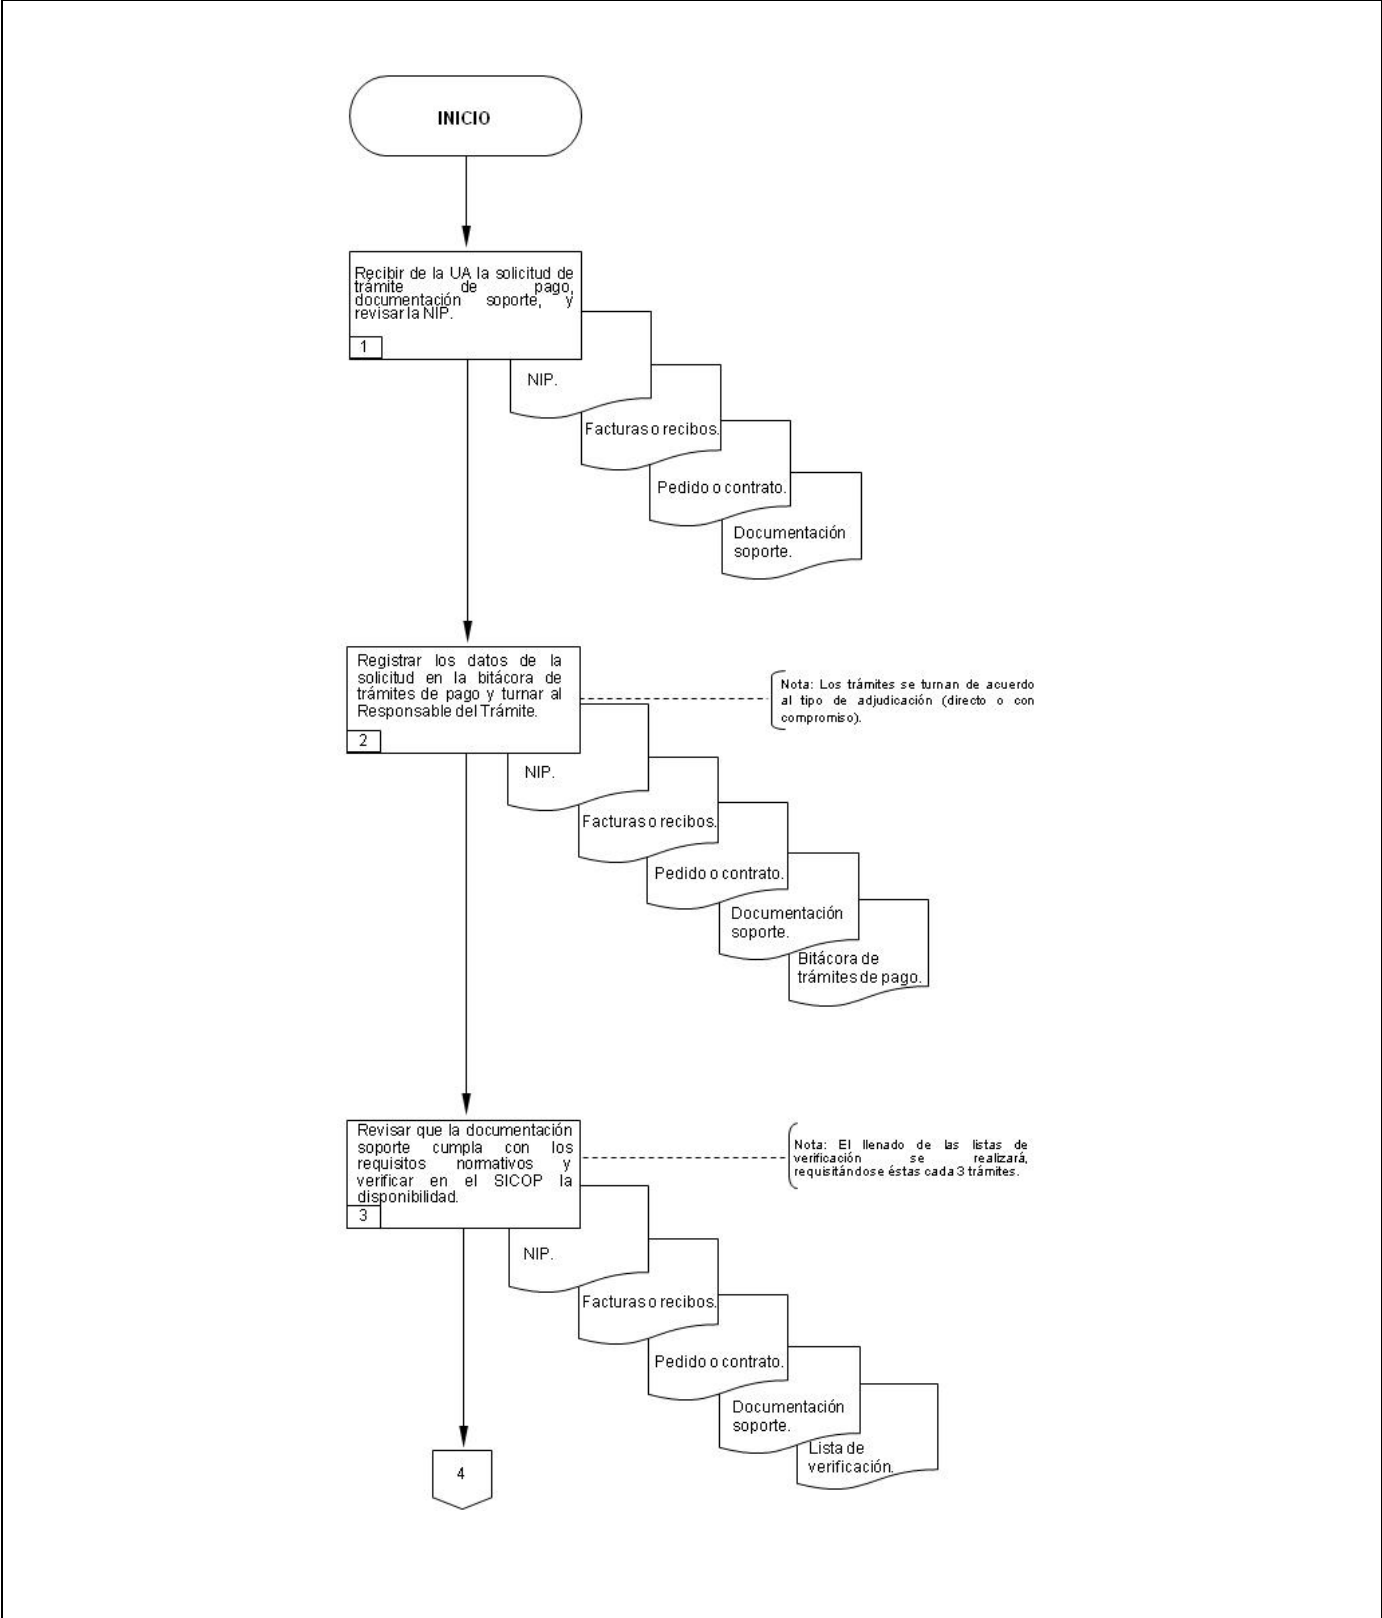 INICIO
Recibir de la UA la solicitud de
trámite de pago,
documentación soporte, y
revisar la NIP.
1
NIP.
Facturas o recibos.
Pedido o contrato.
Documentación
soporte.
Registrar los datos de la
solicitud en la bitácora de
trámites de pago y turnar al
Responsable del Trámite.
2
Nota: Los trámites se turnan de acuerdo
al tipo de adjudicación (directo o con
compromiso).
NIP.
Facturas o recibos.
Pedido o contrato.
Documentación
soporte.
Bitácora de
trámites de pago.
Revisar que la documentación
soporte cumpla con los
requisitos normativos y
verificar en el SICOP la
disponibilidad.
3
Nota: El llenado de las listas de
verificación se realizará,
requisitándose éstas cada 3 trámites.
NIP.
Facturas o recibos.
Pedido o contrato.
Documentación
soporte.
Lista de
verificación.
4